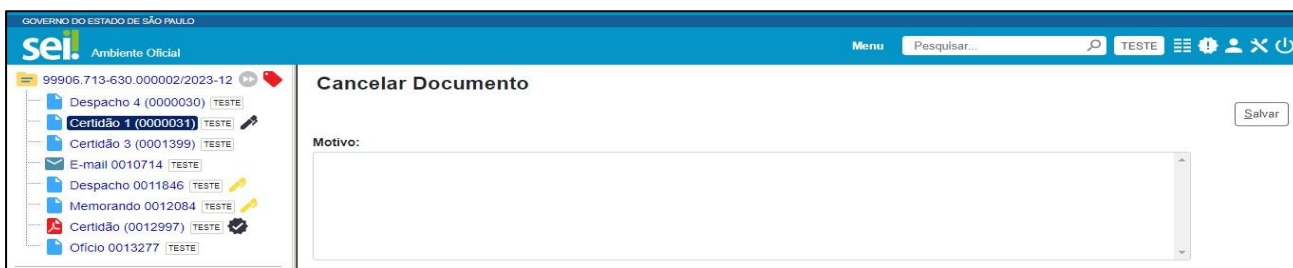 GOVERNO DO ESTADO DE SÃO PAULO
sei! Ambiente Oficial Menu Pesquisar... TESTE
99906.713-630.000002/2023-12
Cancelar Documento
Despacho 4 (0000030) TESTE
Certidão 1 (0000031) TESTE
Salvar
Certidão 3 (0001399) TESTE
Motivo:
E-mail 0010714 TESTE
Despacho 0011846 TESTE
Memorando 0012084 TESTE
Certidão (0012997) TESTE
Ofício 0013277 TESTE